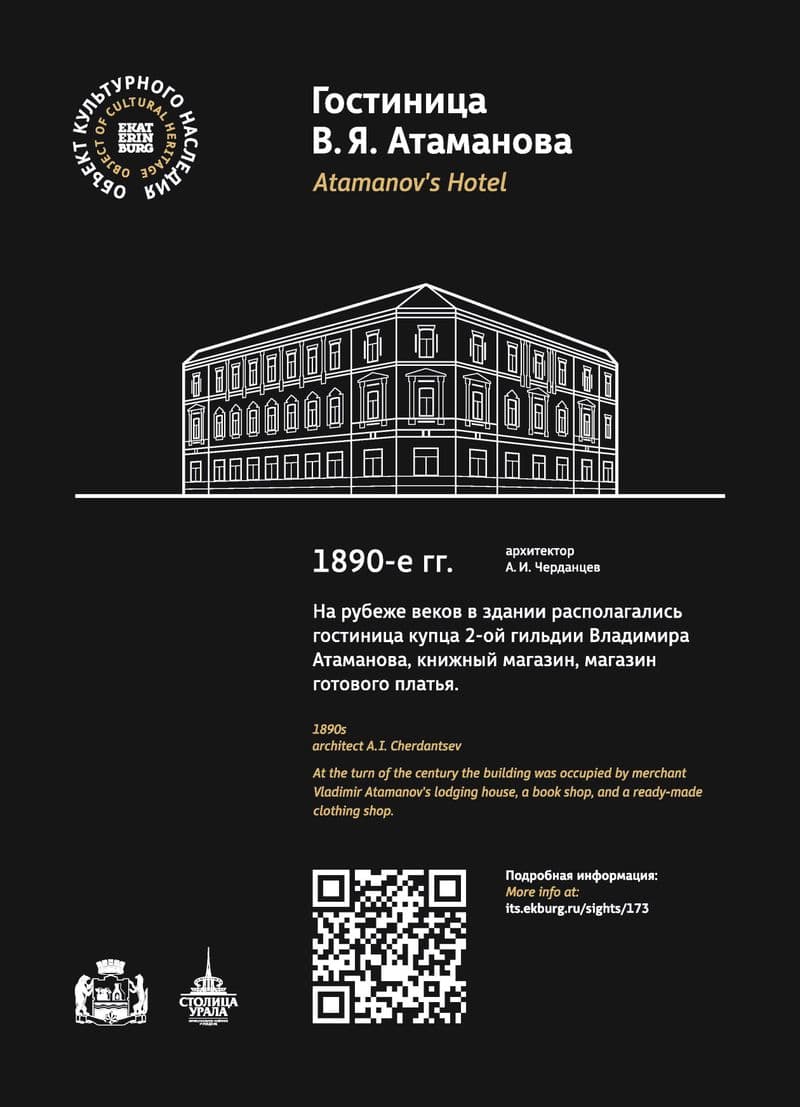 ОБЪЕКТ КУЛЬТУРНОГО НАСЛЕДИЯ
OBJECT OF CULTURAL HERITAGE
EKAT
ERIN
BURG
Гостиница
В. Я. Атаманова
Atamanov's Hotel
1890-е гг.
архитектор
А. И. Черданцев
На рубеже веков в здании располагались
гостиница купца 2-ой гильдии Владимира
Атаманова, книжный магазин, магазин
готового платья.
1890s
architect A.I. Cherdantsev
At the turn of the century the building was occupied by merchant
Vladimir Atamanov's lodging house, a book shop, and a ready-made
clothing shop.
Подробная информация:
More info at:
its.ekburg.ru/sights/173
СТОЛИЦА
УРАЛА